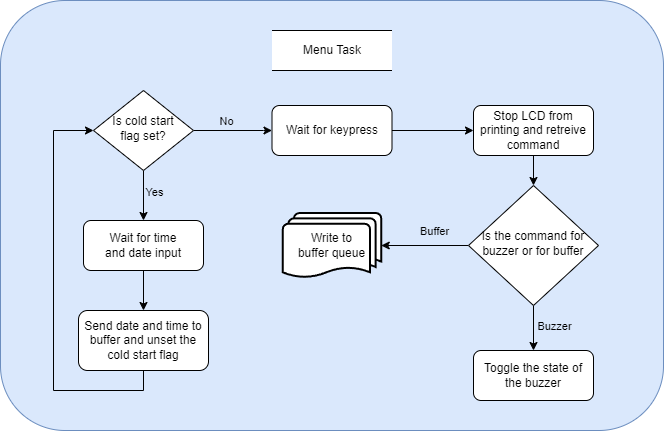 Menu Task
Is cold start
flag set?
No
Wait for keypress
Stop LCD from
printing and retreive
command
Yes
Wait for time
and date input
Write to
buffer queue
Buffer
Is the command for
buzzer or for buffer
Send date and time to
buffer and unset the
cold start flag
Buzzer
Toggle the state of
the buzzer